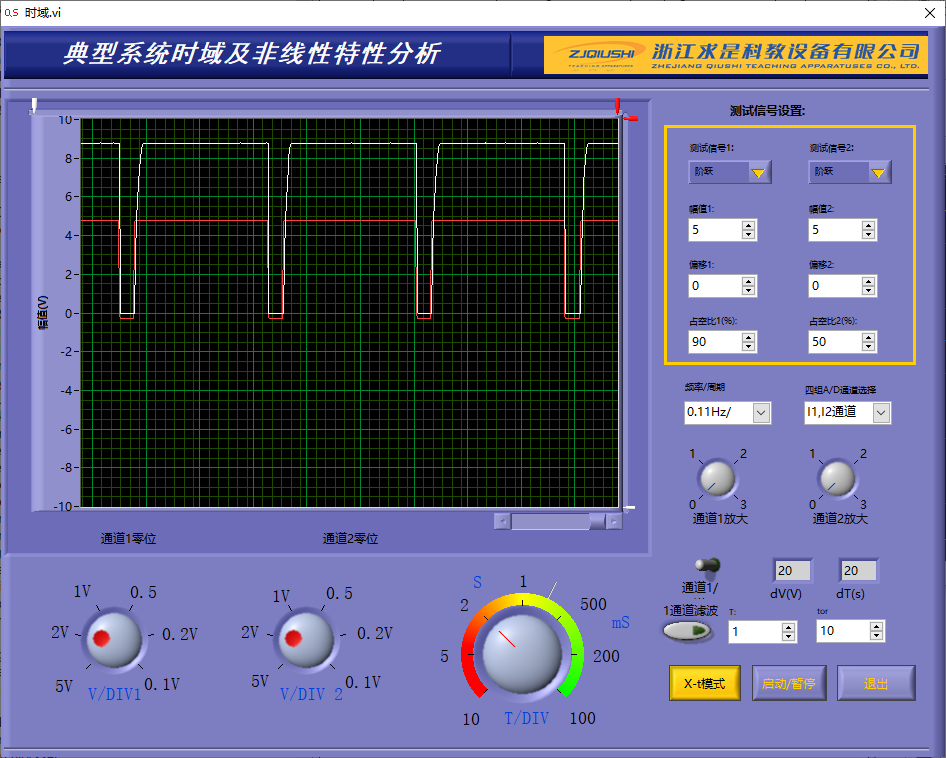 时域.vi
典型系统时域及非线性特性分析
ZJQIUSHI
浙江求是科教设备有限公司
ZHEJIANG QIUSHI TEACHING APPARATUSES CO., LTD.
测试信号设置:
测试信号1:
测试信号2:
阶跃
阶跃
幅值1:
幅值2:
5
5
偏移1:
偏移2:
0
0
占空比1(%):
占空比2(%):
90
50
频率/周期
四组A/D通道选择
0.11Hz/
I1,I2通道
1
2
0
3
通道1放大
1
2
0
3
通道2放大
幅值(V)
10
8
6
4
2
0
-2
-4
-6
-8
-10
通道1零位
通道2零位
1V
0.5
2V
0.2V
5V
0.1V
V/DIV1
1V
0.5
2V
0.2V
5V
0.1V
V/DIV 2
S
1
2
500
mS
5
200
10
T/DIV
100
通道1/
20
20
dV(V)
dT(s)
1通道滤波
T:
tor
1
10
X-t模式
启动/暂停
退出